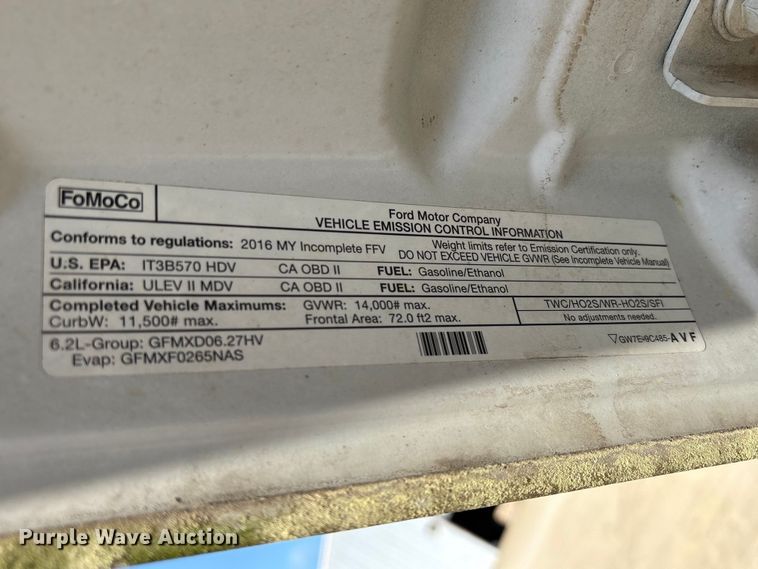 FoMoCo
Ford Motor Company
VEHICLE EMISSION CONTROL INFORMATION
Conforms to regulations: 2016 MY Incomplete FFV
Weight limits refer to Emission Certification only.
DO NOT EXCEED VEHICLE GVWR (See Incomplete Vehicle Manual)
U.S. EPA: IT3B570 HDV CA OBD II FUEL: Gasoline/Ethanol
California: ULEV II MDV CA OBD II FUEL: Gasoline/Ethanol
Completed Vehicle Maximums: GVWR: 14,000# max.
CurbW: 11,500# max. Frontal Area: 72.0 ft2 max.
TWC/HO2S/WR-HO2S/SFI
No adjustments needed.
6.2L-Group: GFMXD06.27HV
Evap: GFMXF0265NAS
AVF
Purple Wave Auction